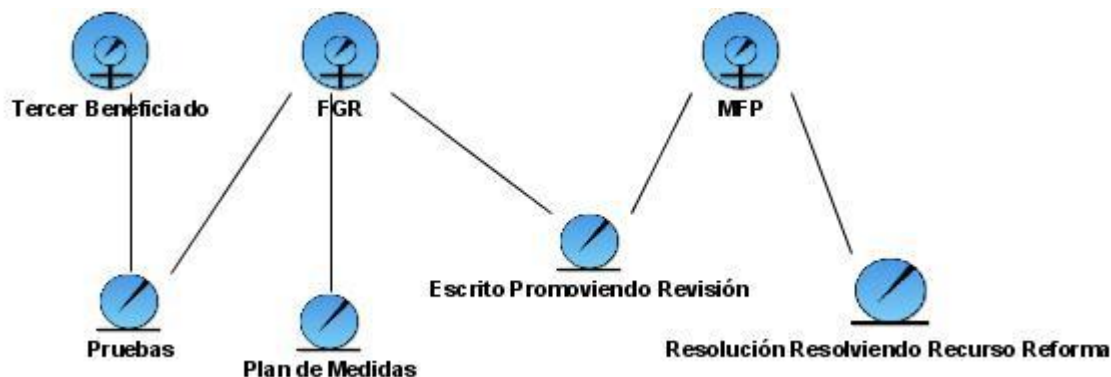 Tercer Beneficiado
FGR
MFP
Escrito Promoviendo Revisión
Pruebas
Plan de Medidas
Resolución Resolviendo Recurso Reforma